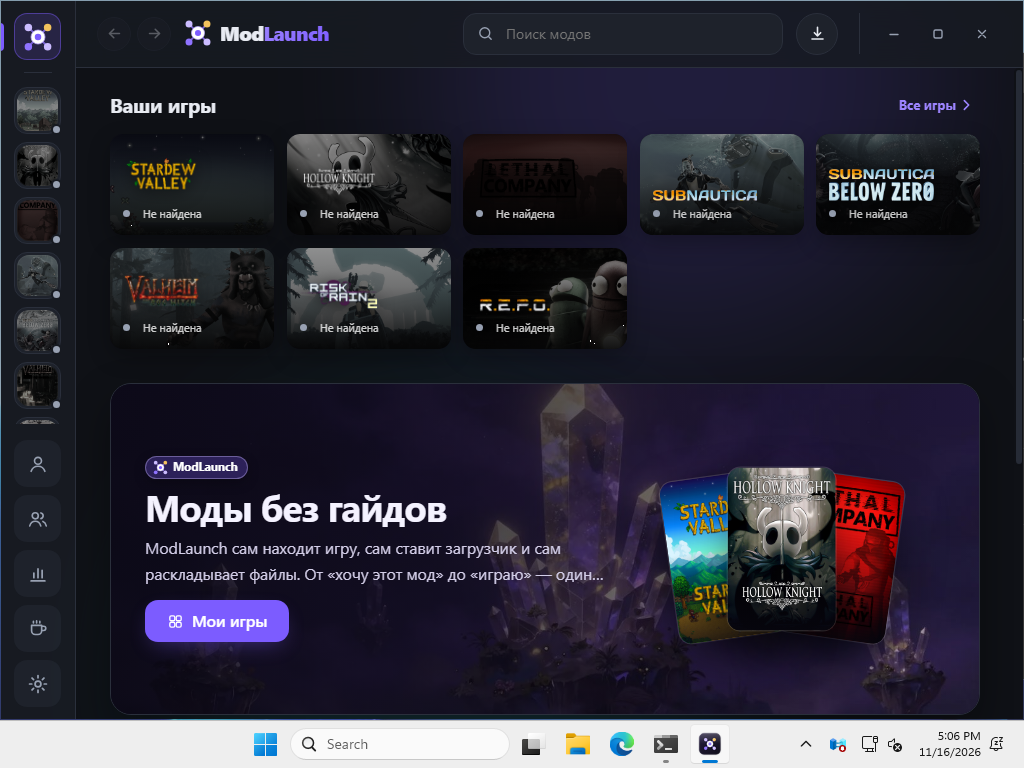 ModLaunch
Поиск модов
Ваши игры
Все игры
STARDEW
VALLEY
Не найдена
HOLLOW KNIGHT
Не найдена
LETHAL
COMPANY
Не найдена
SUBNAUTICA
Не найдена
SUBNAUTICA
BELOW ZERO
Не найдена
VALHEIM
Не найдена
RISK
OF
RAIN 2
Не найдена
R.E.P.O.
Не найдена
ModLaunch
Моды без гайдов
ModLaunch сам находит игру, сам ставит загрузчик и сам
раскладывает файлы. От «хочу этот мод» до «играю» — один...
Мои игры
HOLLOW KNIGHT
HOLLOW KNIGHT
Search
5:06 PM
11/16/2026